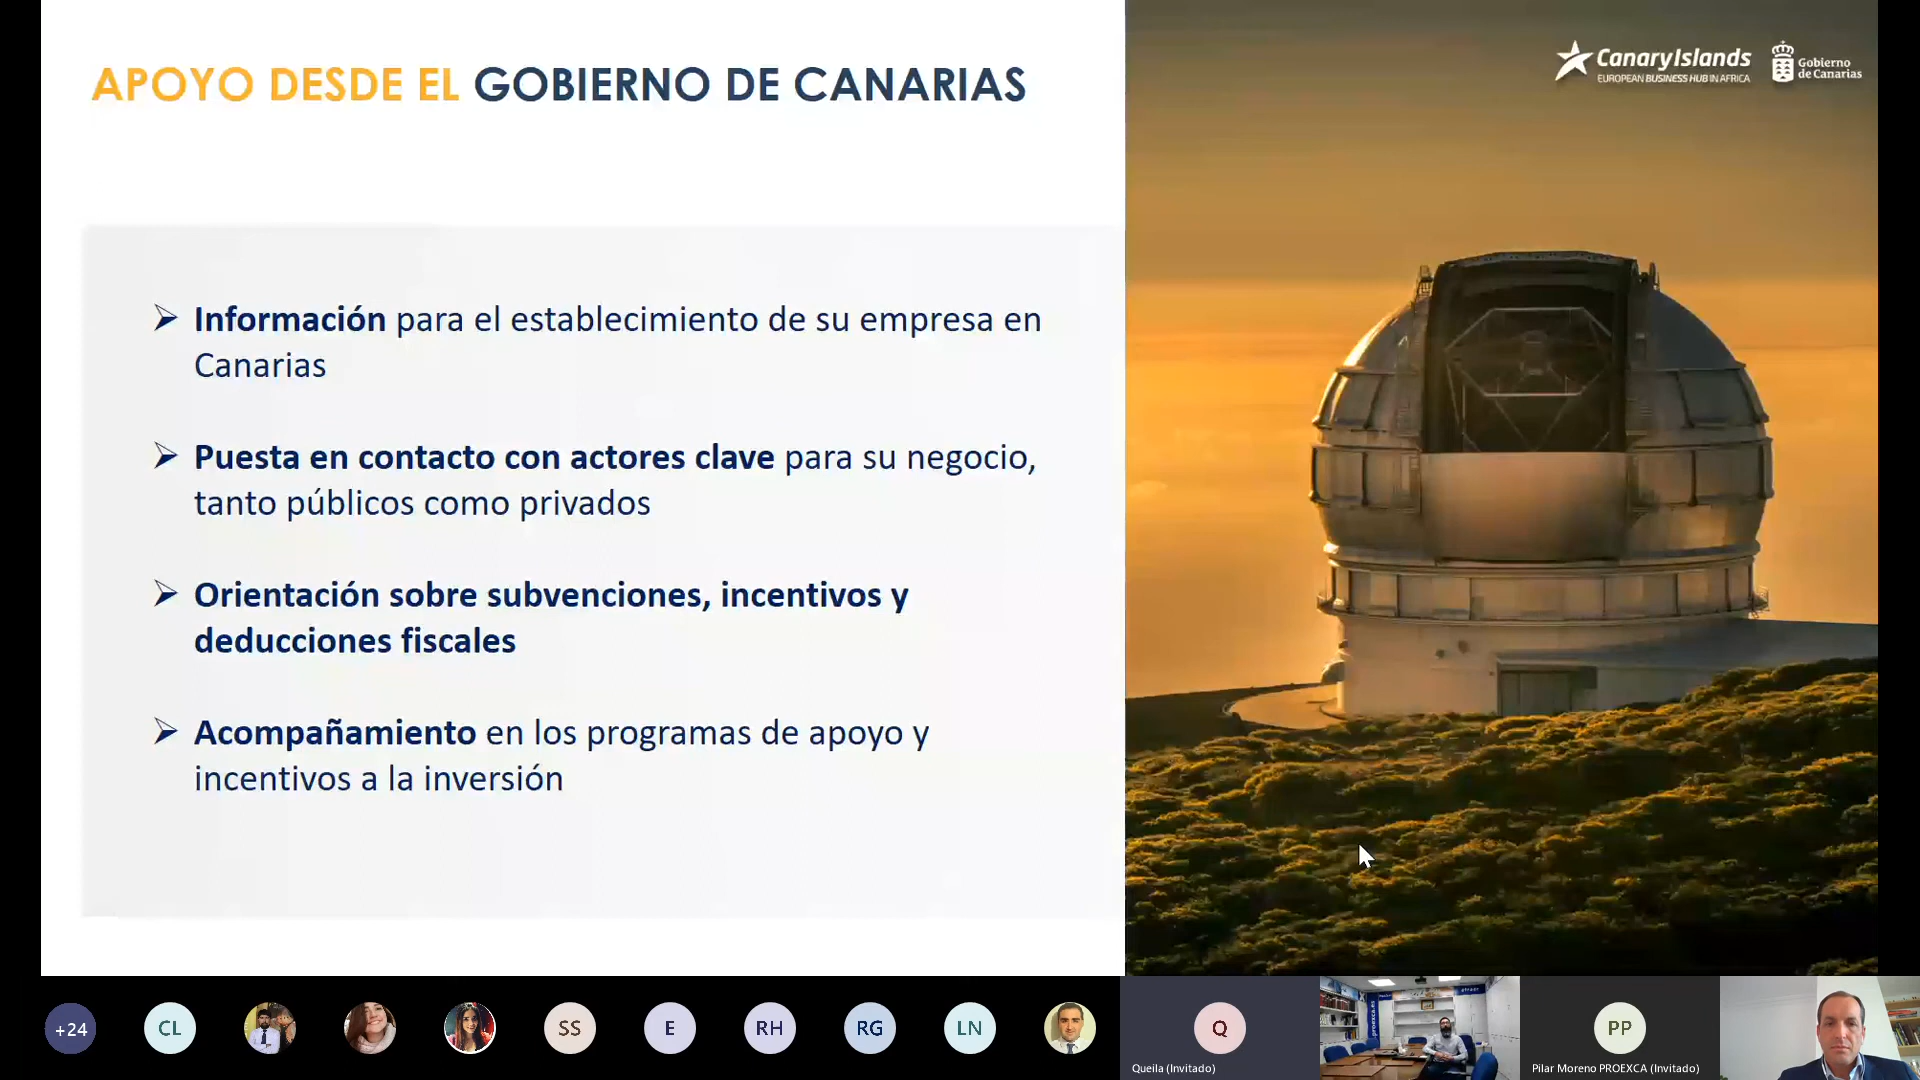 APOYO DESDE EL GOBIERNO DE CANARIAS
CanaryIslands
EUROPEAN BUSINESS HUB IN AFRICA
Gobierno
de Canarias
➢ Información para el establecimiento de su empresa en
Canarias
➢ Puesta en contacto con actores clave para su negocio,
tanto públicos como privados
➢ Orientación sobre subvenciones, incentivos y
deducciones fiscales
➢ Acompañamiento en los programas de apoyo y
incentivos a la inversión
+24
CL
SS
E
RH
RG
LN
Q
Queila (Invitado)
PP
Pilar Moreno PROEXCA (Invitado)